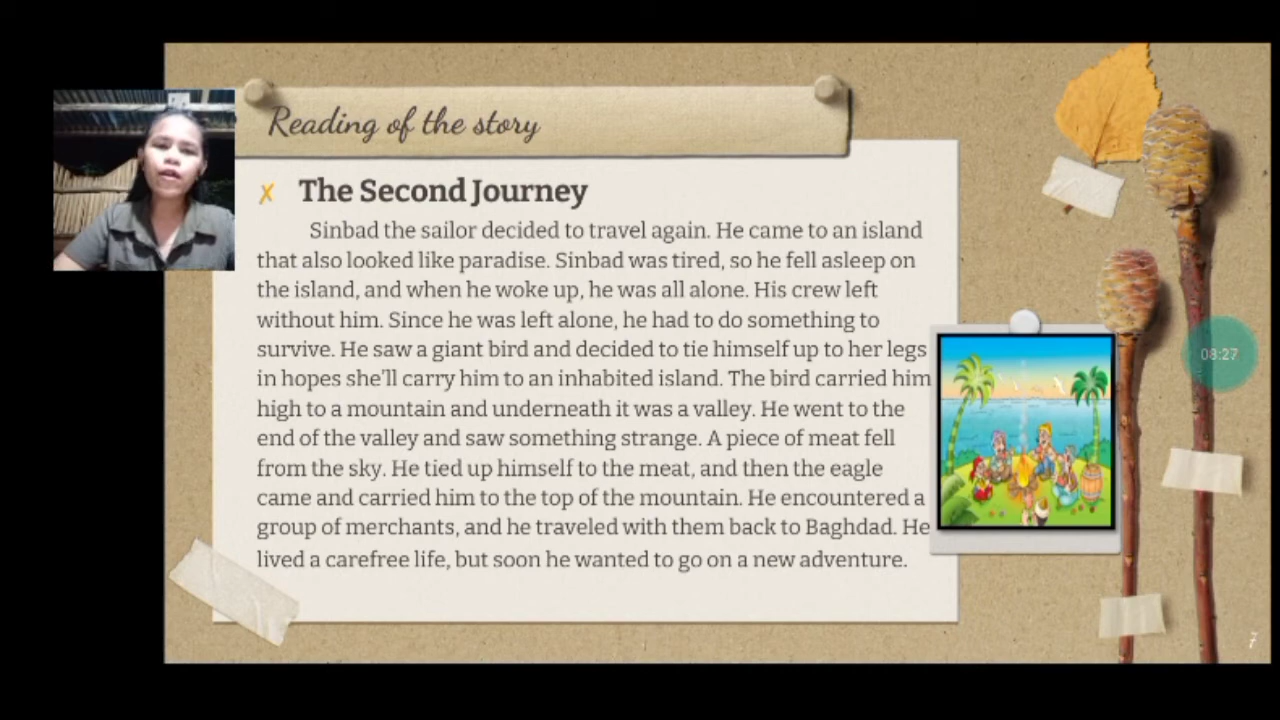 Reading of the story
✗ The Second Journey
Sinbad the sailor decided to travel again. He came to an island
that also looked like paradise. Sinbad was tired, so he fell asleep on
the island, and when he woke up, he was all alone. His crew left
without him. Since he was left alone, he had to do something to
survive. He saw a giant bird and decided to tie himself up to her legs
in hopes she'll carry him to an inhabited island. The bird carried him
high to a mountain and underneath it was a valley. He went to the
end of the valley and saw something strange. A piece of meat fell
from the sky. He tied up himself to the meat, and then the eagle
came and carried him to the top of the mountain. He encountered a
group of merchants, and he traveled with them back to Baghdad. He
lived a carefree life, but soon he wanted to go on a new adventure.
08:27
7